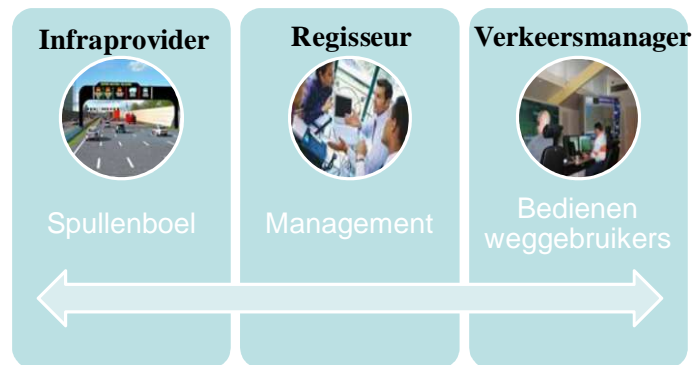 Infraprovider
Regisseur
Verkeersmanager
Spullenboel
Management
Bedienen
weggebruikers